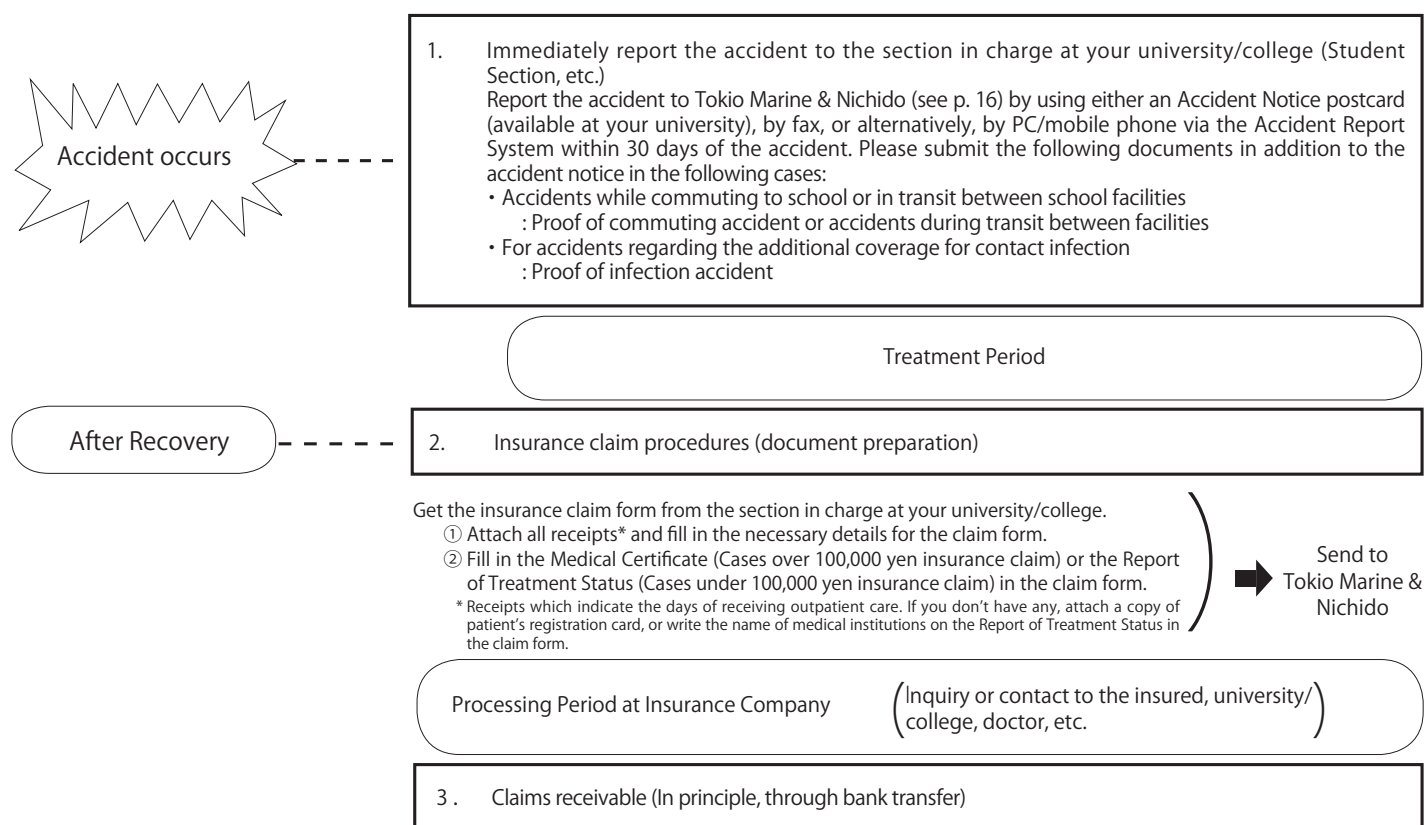 Accident occurs
1. Immediately report the accident to the section in charge at your university/college (Student
Section, etc.)
Report the accident to Tokio Marine & Nichido (see p. 16) by using either an Accident Notice postcard
(available at your university), by fax, or alternatively, by PC/mobile phone via the Accident Report
System within 30 days of the accident. Please submit the following documents in addition to the
accident notice in the following cases:
・Accidents while commuting to school or in transit between school facilities
: Proof of commuting accident or accidents during transit between facilities
・For accidents regarding the additional coverage for contact infection
: Proof of infection accident
Treatment Period
After Recovery
2. Insurance claim procedures (document preparation)
Get the insurance claim form from the section in charge at your university/college.
① Attach all receipts* and fill in the necessary details for the claim form.
② Fill in the Medical Certificate (Cases over 100,000 yen insurance claim) or the Report
of Treatment Status (Cases under 100,000 yen insurance claim) in the claim form.
* Receipts which indicate the days of receiving outpatient care. If you don't have any, attach a copy of
patient's registration card, or write the name of medical institutions on the Report of Treatment Status in
the claim form.
Send to
Tokio Marine &
Nichido
Processing Period at Insurance Company
(Inquiry or contact to the insured, university/
college, doctor, etc.)
3. Claims receivable (In principle, through bank transfer)